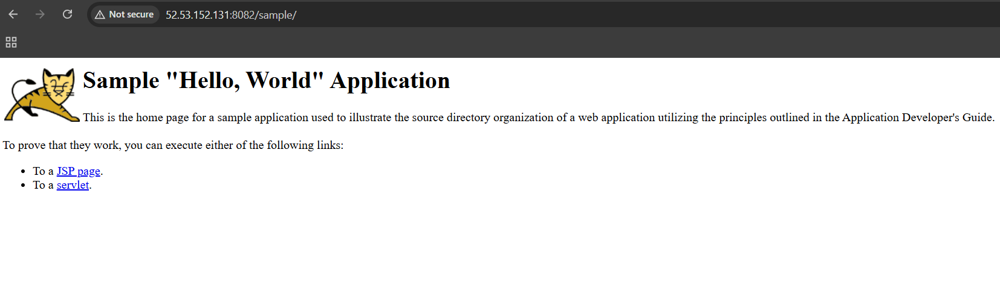 Not secure
52.53.152.131:8082/sample/
Sample "Hello, World" Application
This is the home page for a sample application used to illustrate the source directory organization of a web application utilizing the principles outlined in the Application Developer's Guide.
To prove that they work, you can execute either of the following links:
• To a JSP page.
• To a servlet.